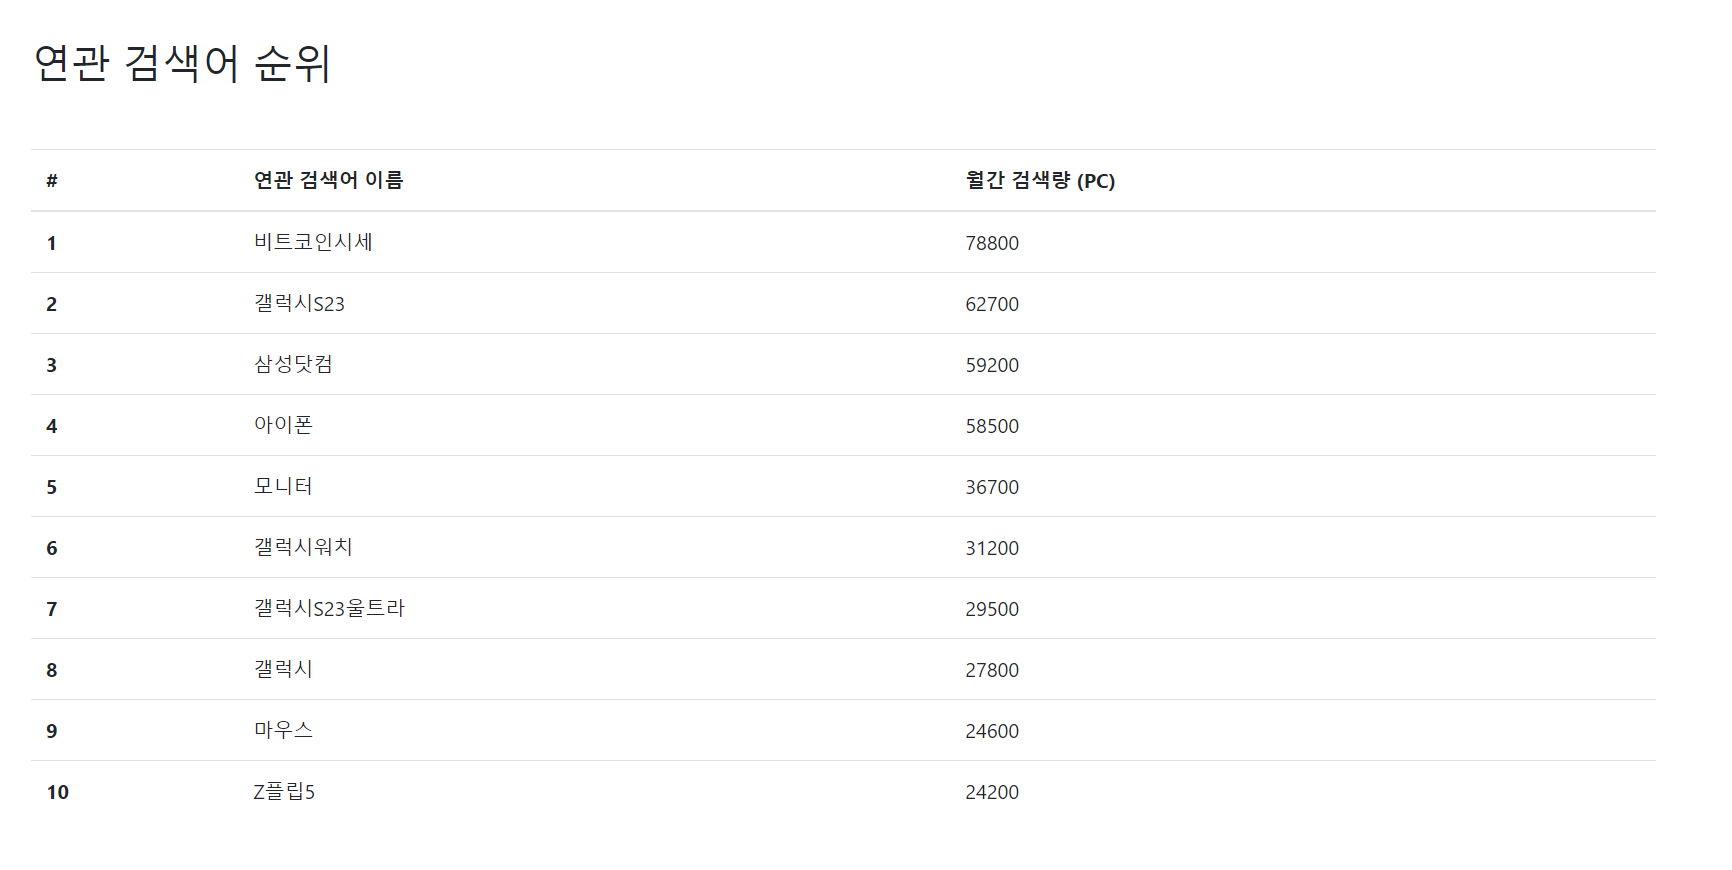 연관 검색어 순위
# 연관 검색어 이름 월간 검색량 (PC)
1 비트코인시세 78800
2 갤럭시S23 62700
3 삼성닷컴 59200
4 아이폰 58500
5 모니터 36700
6 갤럭시워치 31200
7 갤럭시S23울트라 29500
8 갤럭시 27800
9 마우스 24600
10 Z플립5 24200